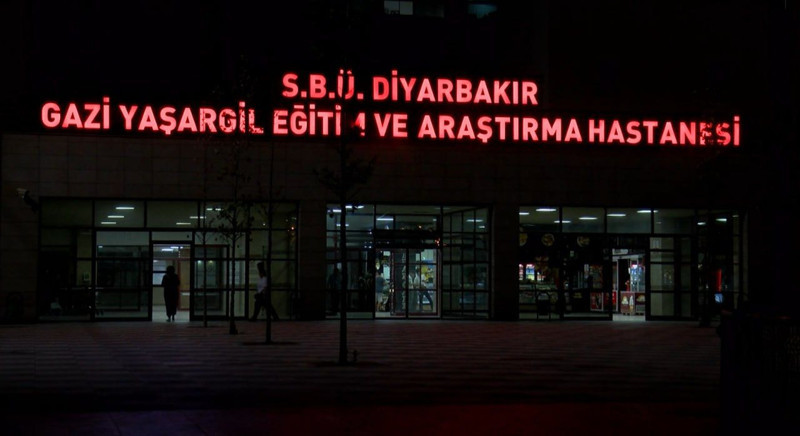 S.B.Ü. DİYARBAKIR
GAZİ YAŞARGİL EĞİTİM VE ARAŞTIRMA HASTANESİ